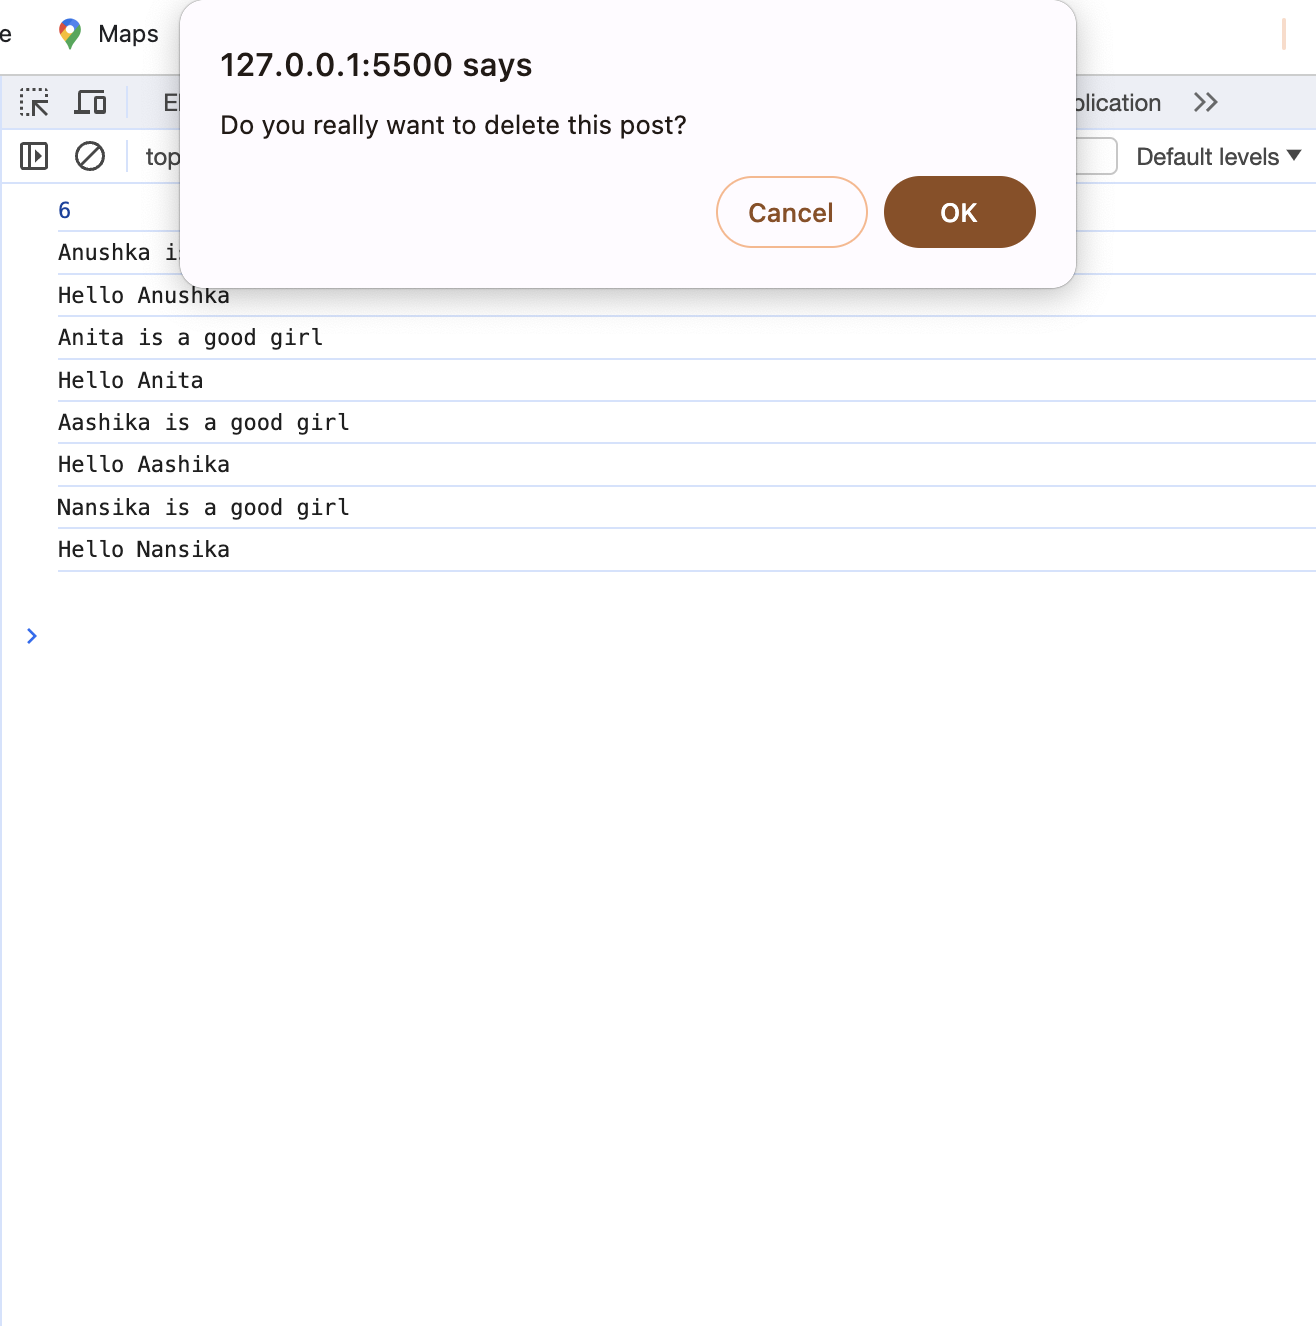 Maps
127.0.0.1:5500 says
Do you really want to delete this post?
Cancel
OK
top
Default levels
6
Anushka
Hello Anushka
Anita is a good girl
Hello Anita
Aashika is a good girl
Hello Aashika
Nansika is a good girl
Hello Nansika